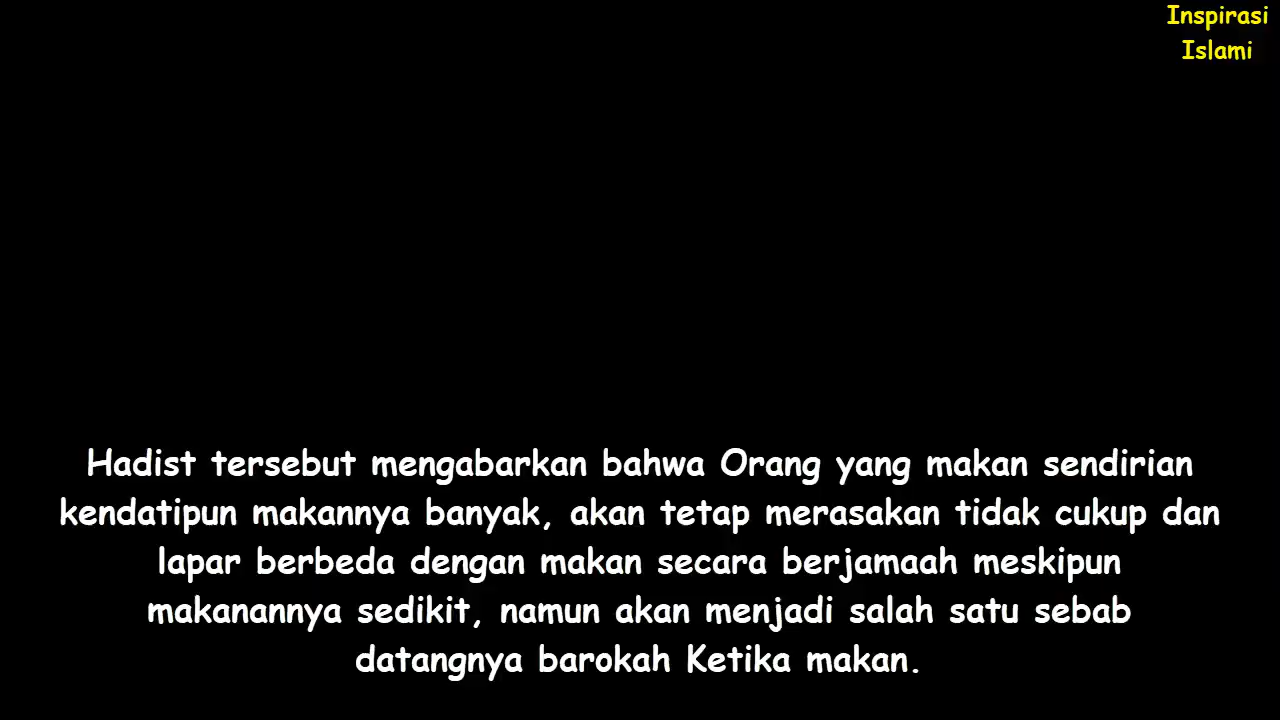 Inspirasi
Islami
Hadist tersebut mengabarkan bahwa Orang yang makan sendirian
kendatipun makannya banyak, akan tetap merasakan tidak cukup dan
lapar berbeda dengan makan secara berjamaah meskipun
makanannya sedikit, namun akan menjadi salah satu sebab
datangnya barokah Ketika makan.